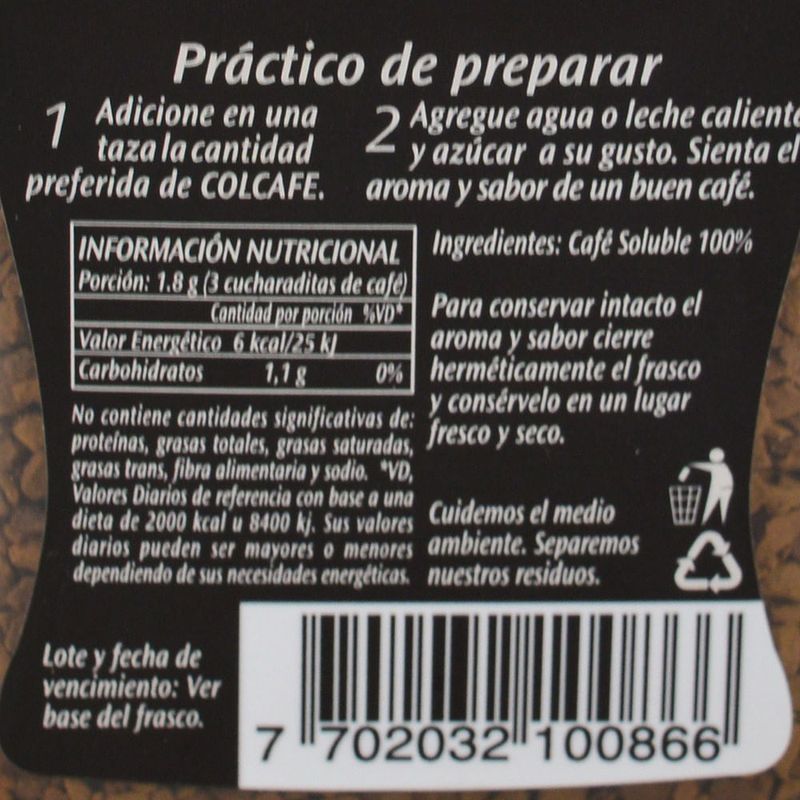 Práctico de preparar
1 Adicione en una
taza la cantidad
preferida de COLCAFE.
2 Agregue agua o leche caliente
y azúcar a su gusto. Sienta el
aroma y sabor de un buen café.
INFORMACIÓN NUTRICIONAL
Porción: 1.8 g (3 cucharaditas de café)
Cantidad por porción %VD*
Valor Energético 6 kcal/25 kJ
Carbohidratos 1,1 g 0%
No contiene cantidades significativas de:
proteínas, grasas totales, grasas saturadas,
grasas trans, fibra alimentaria y sodio. *VD,
Valores Diarios de referencia con base a una
dieta de 2000 kcal u 8400 kj. Sus valores
diarios pueden ser mayores o menores
dependiendo de sus necesidades energéticas.
Ingredientes: Café Soluble 100%
Para conservar intacto el
aroma y sabor cierre
herméticamente el frasco
y consérvelo en un lugar
fresco y seco.
Cuidemos el medio
ambiente. Separemos
nuestros residuos.
Lote y fecha de
vencimiento: Ver
base del frasco.
7 702032 100866